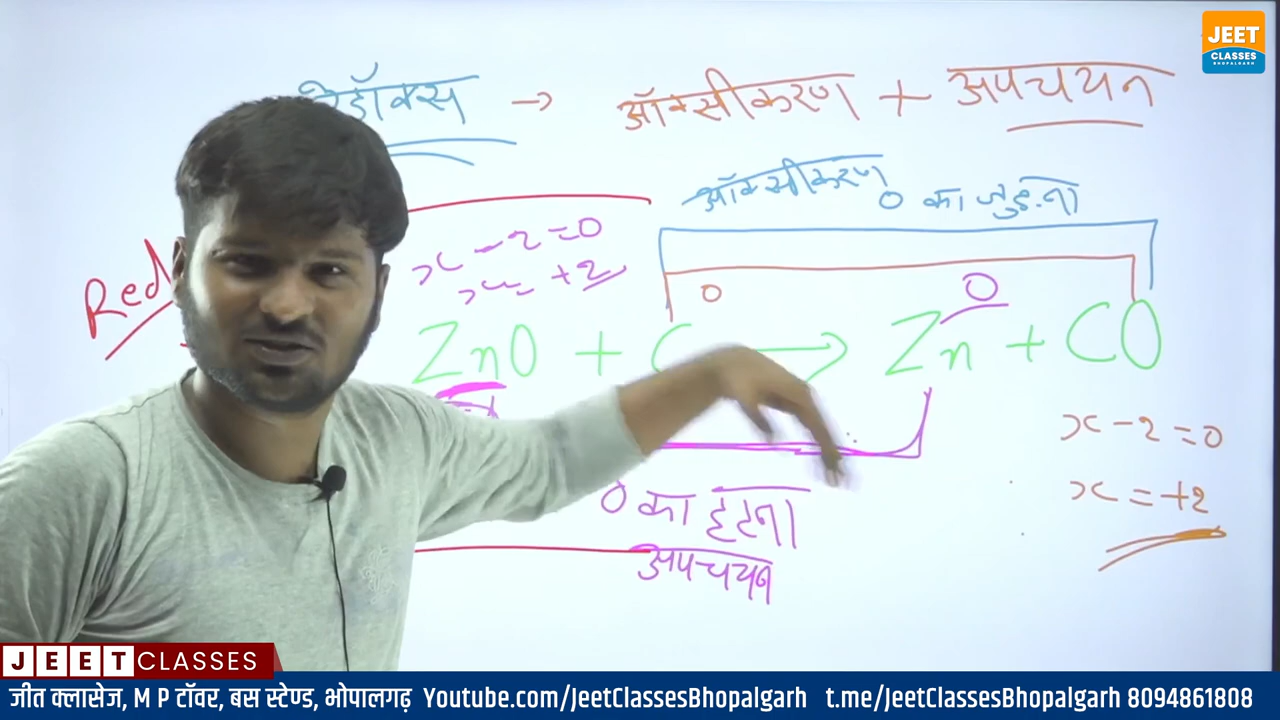 JEET
CLASSES
BHOPALGARH
→ ऑक्सीकरण + अपचयन
ऑक्सीकरण
O का जुड़ना
x - 2 = 0
x = +2
Red
0
0
ZnO + C → Zn + CO
x - 2 = 0
x = +2
O का हटना
अपचयन
JEET CLASSES
जीत क्लासेज, M P टॉवर, बस स्टेण्ड, भोपालगढ़ Youtube.com/JeetClassesBhopalgarh t.me/JeetClassesBhopalgarh 8094861808